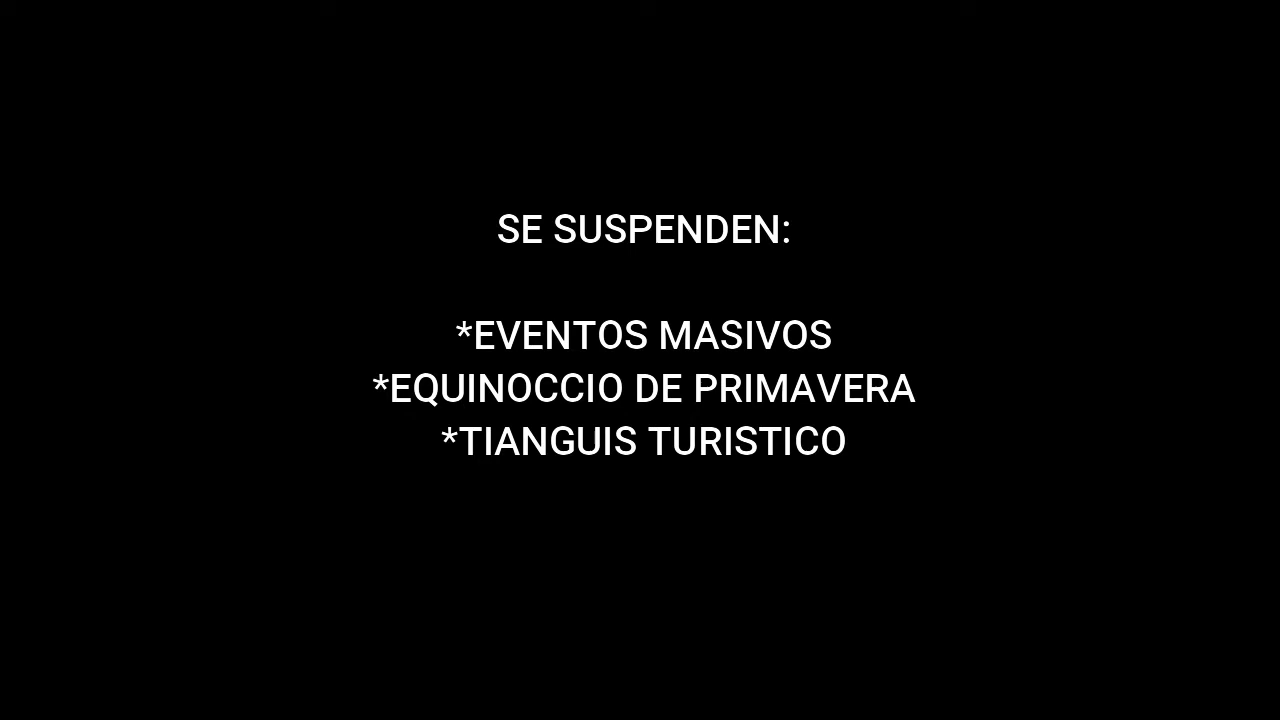 SE SUSPENDEN:
*EVENTOS MASIVOS
*EQUINOCCIO DE PRIMAVERA
*TIANGUIS TURISTICO